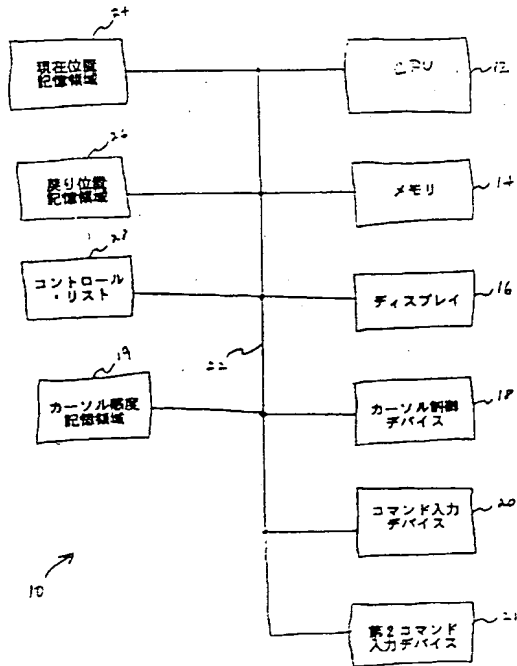 24
現在位置
記憶領域
CPU
12
26
戻り位置
記憶領域
メモリ
14
28
コントロール
・リスト
ディスプレイ
16
22
19
カーソル感度
記憶領域
カーソル制御
デバイス
18
コマンド入力
デバイス
20
10
第2コマンド
入力デバイス
21